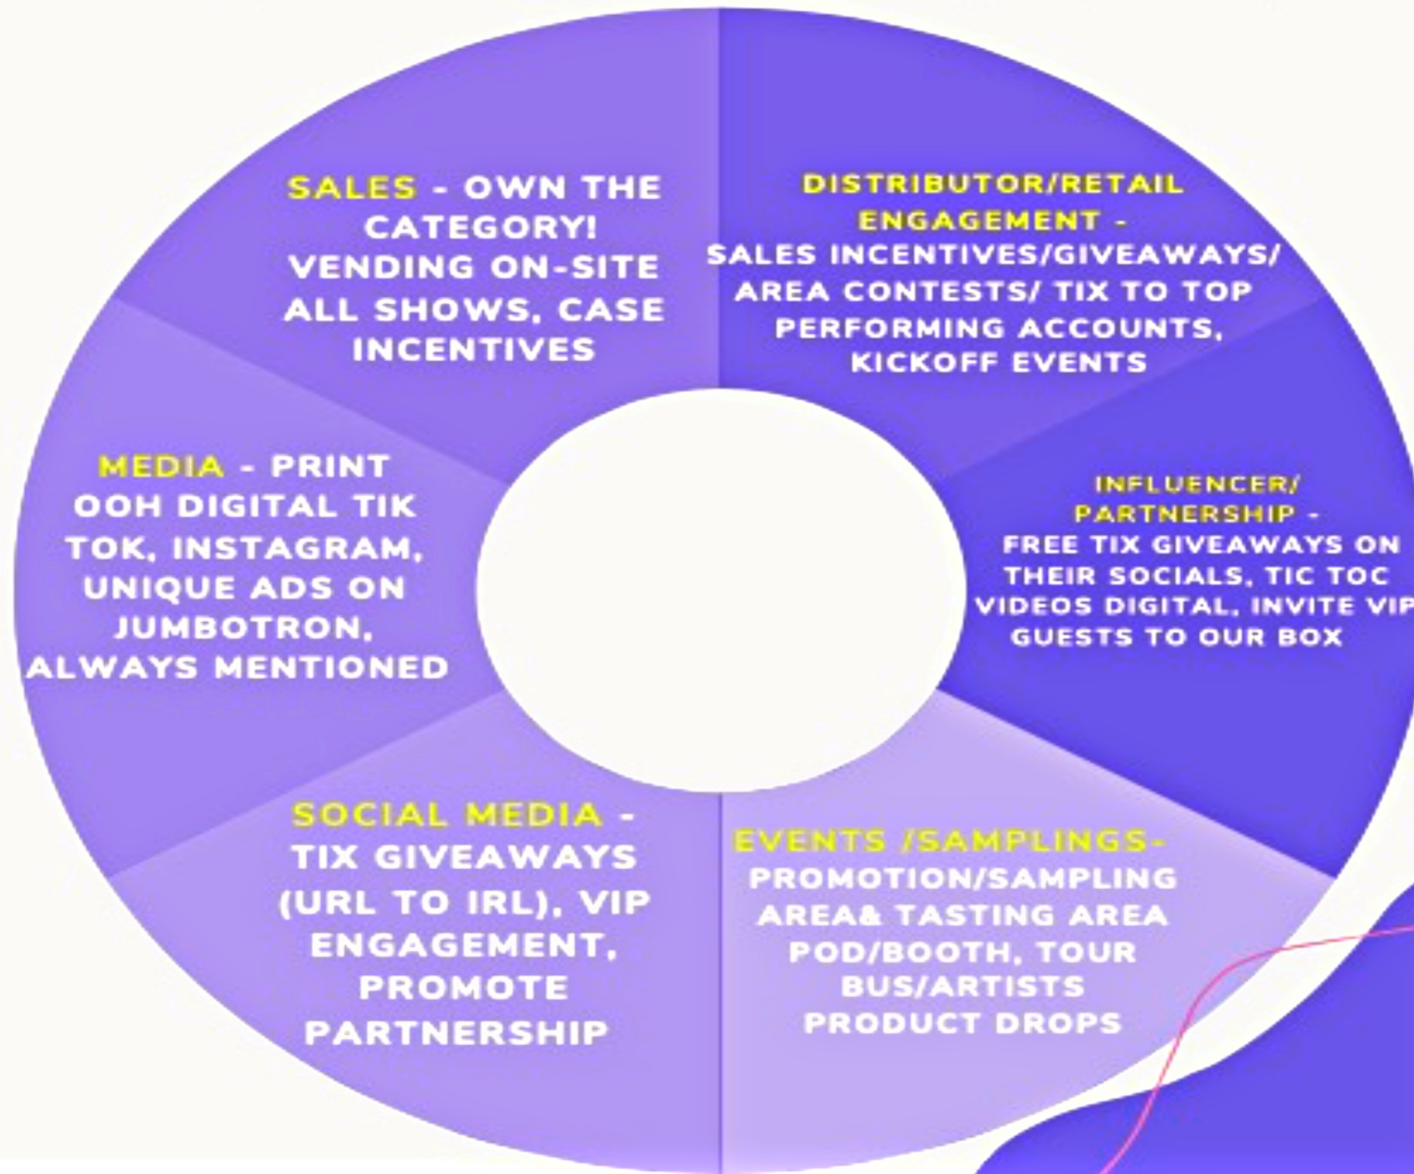 SALES - OWN THE
CATEGORY!
VENDING ON-SITE
ALL SHOWS, CASE
INCENTIVES
DISTRIBUTOR/RETAIL
ENGAGEMENT -
SALES INCENTIVES/GIVEAWAYS/
AREA CONTESTS/ TIX TO TOP
PERFORMING ACCOUNTS,
KICKOFF EVENTS
MEDIA - PRINT
OOH DIGITAL TIK
TOK, INSTAGRAM,
UNIQUE ADS ON
JUMBOTRON,
ALWAYS MENTIONED
INFLUENCER/
PARTNERSHIP -
FREE TIX GIVEAWAYS ON
THEIR SOCIALS, TIC TOC
VIDEOS DIGITAL, INVITE VIP
GUESTS TO OUR BOX
SOCIAL MEDIA -
TIX GIVEAWAYS
(URL TO IRL), VIP
ENGAGEMENT,
PROMOTE
PARTNERSHIP
EVENTS /SAMPLINGS-
PROMOTION/SAMPLING
AREA& TASTING AREA
POD/BOOTH, TOUR
BUS/ARTISTS
PRODUCT DROPS